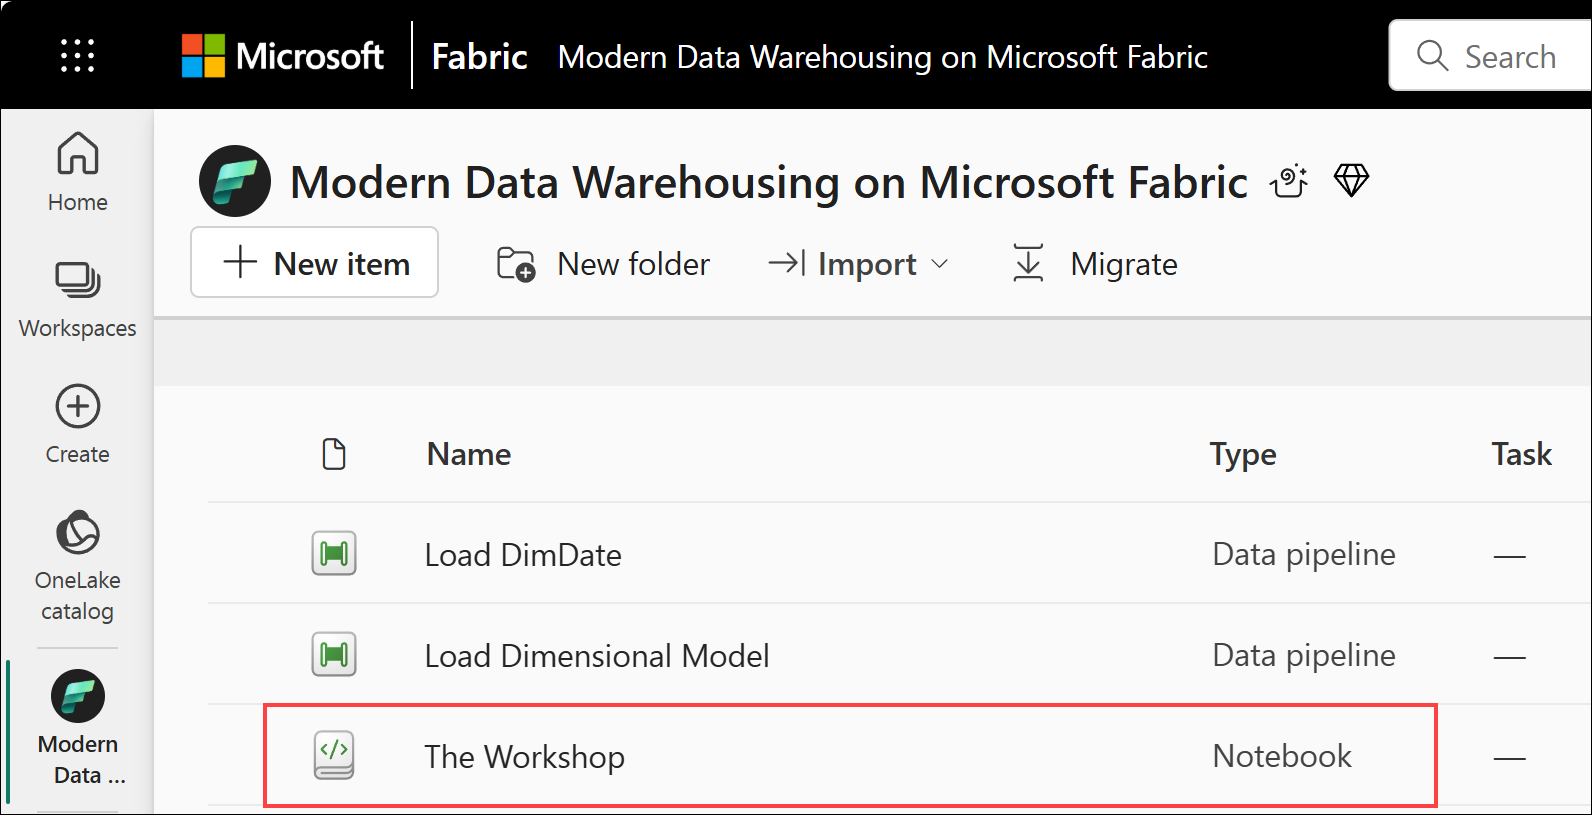 Microsoft Fabric Modern Data Warehousing on Microsoft Fabric Search
Home
Workspaces
Create
OneLake
catalog
Modern
Data ...
Modern Data Warehousing on Microsoft Fabric
New item New folder Import Migrate
Name Type Task
Load DimDate Data pipeline —
Load Dimensional Model Data pipeline —
The Workshop Notebook —